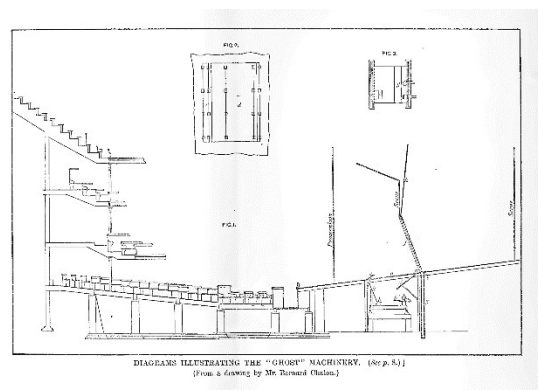 FIG 2.
FIG 3.
FIG 1.
Proscenium
Scene
DIAGRAMS ILLUSTRATING THE "GHOST" MACHINERY. (See p. 8.)]
(From a drawing by Mr. Bernard Chalon.)